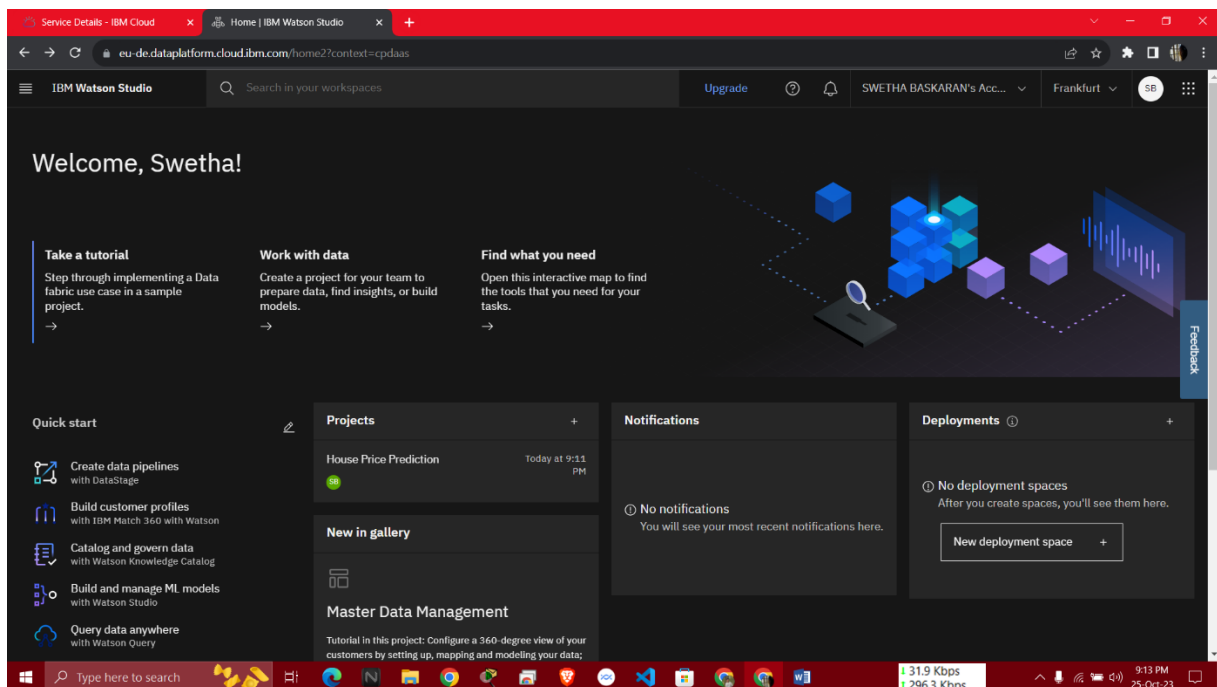 Service Details - IBM Cloud
Home | IBM Watson Studio
eu-de.dataplatform.cloud.ibm.com/home2?context=cpdaas
IBM Watson Studio
Search in your workspaces
Upgrade
SWETHA BASKARAN's Acc...
Frankfurt
SB
Welcome, Swetha!
Take a tutorial
Step through implementing a Data
fabric use case in a sample
project.
Work with data
Create a project for your team to
prepare data, find insights, or build
models.
Find what you need
Open this interactive map to find
the tools that you need for your
tasks.
Feedback
Quick start
Create data pipelines
with DataStage
Build customer profiles
with IBM Match 360 with Watson
Catalog and govern data
with Watson Knowledge Catalog
Build and manage ML models
with Watson Studio
Query data anywhere
with Watson Query
Projects
House Price Prediction
Today at 9:11
PM
SB
New in gallery
Master Data Management
Tutorial in this project: Configure a 360-degree view of your
customers by setting up, mapping and modeling your data;
Notifications
No notifications
You will see your most recent notifications here.
Deployments
No deployment spaces
After you create spaces, you'll see them here.
New deployment space +
Type here to search
31.9 Kbps
296.3 Kbps
9:13 PM
25-Oct-23